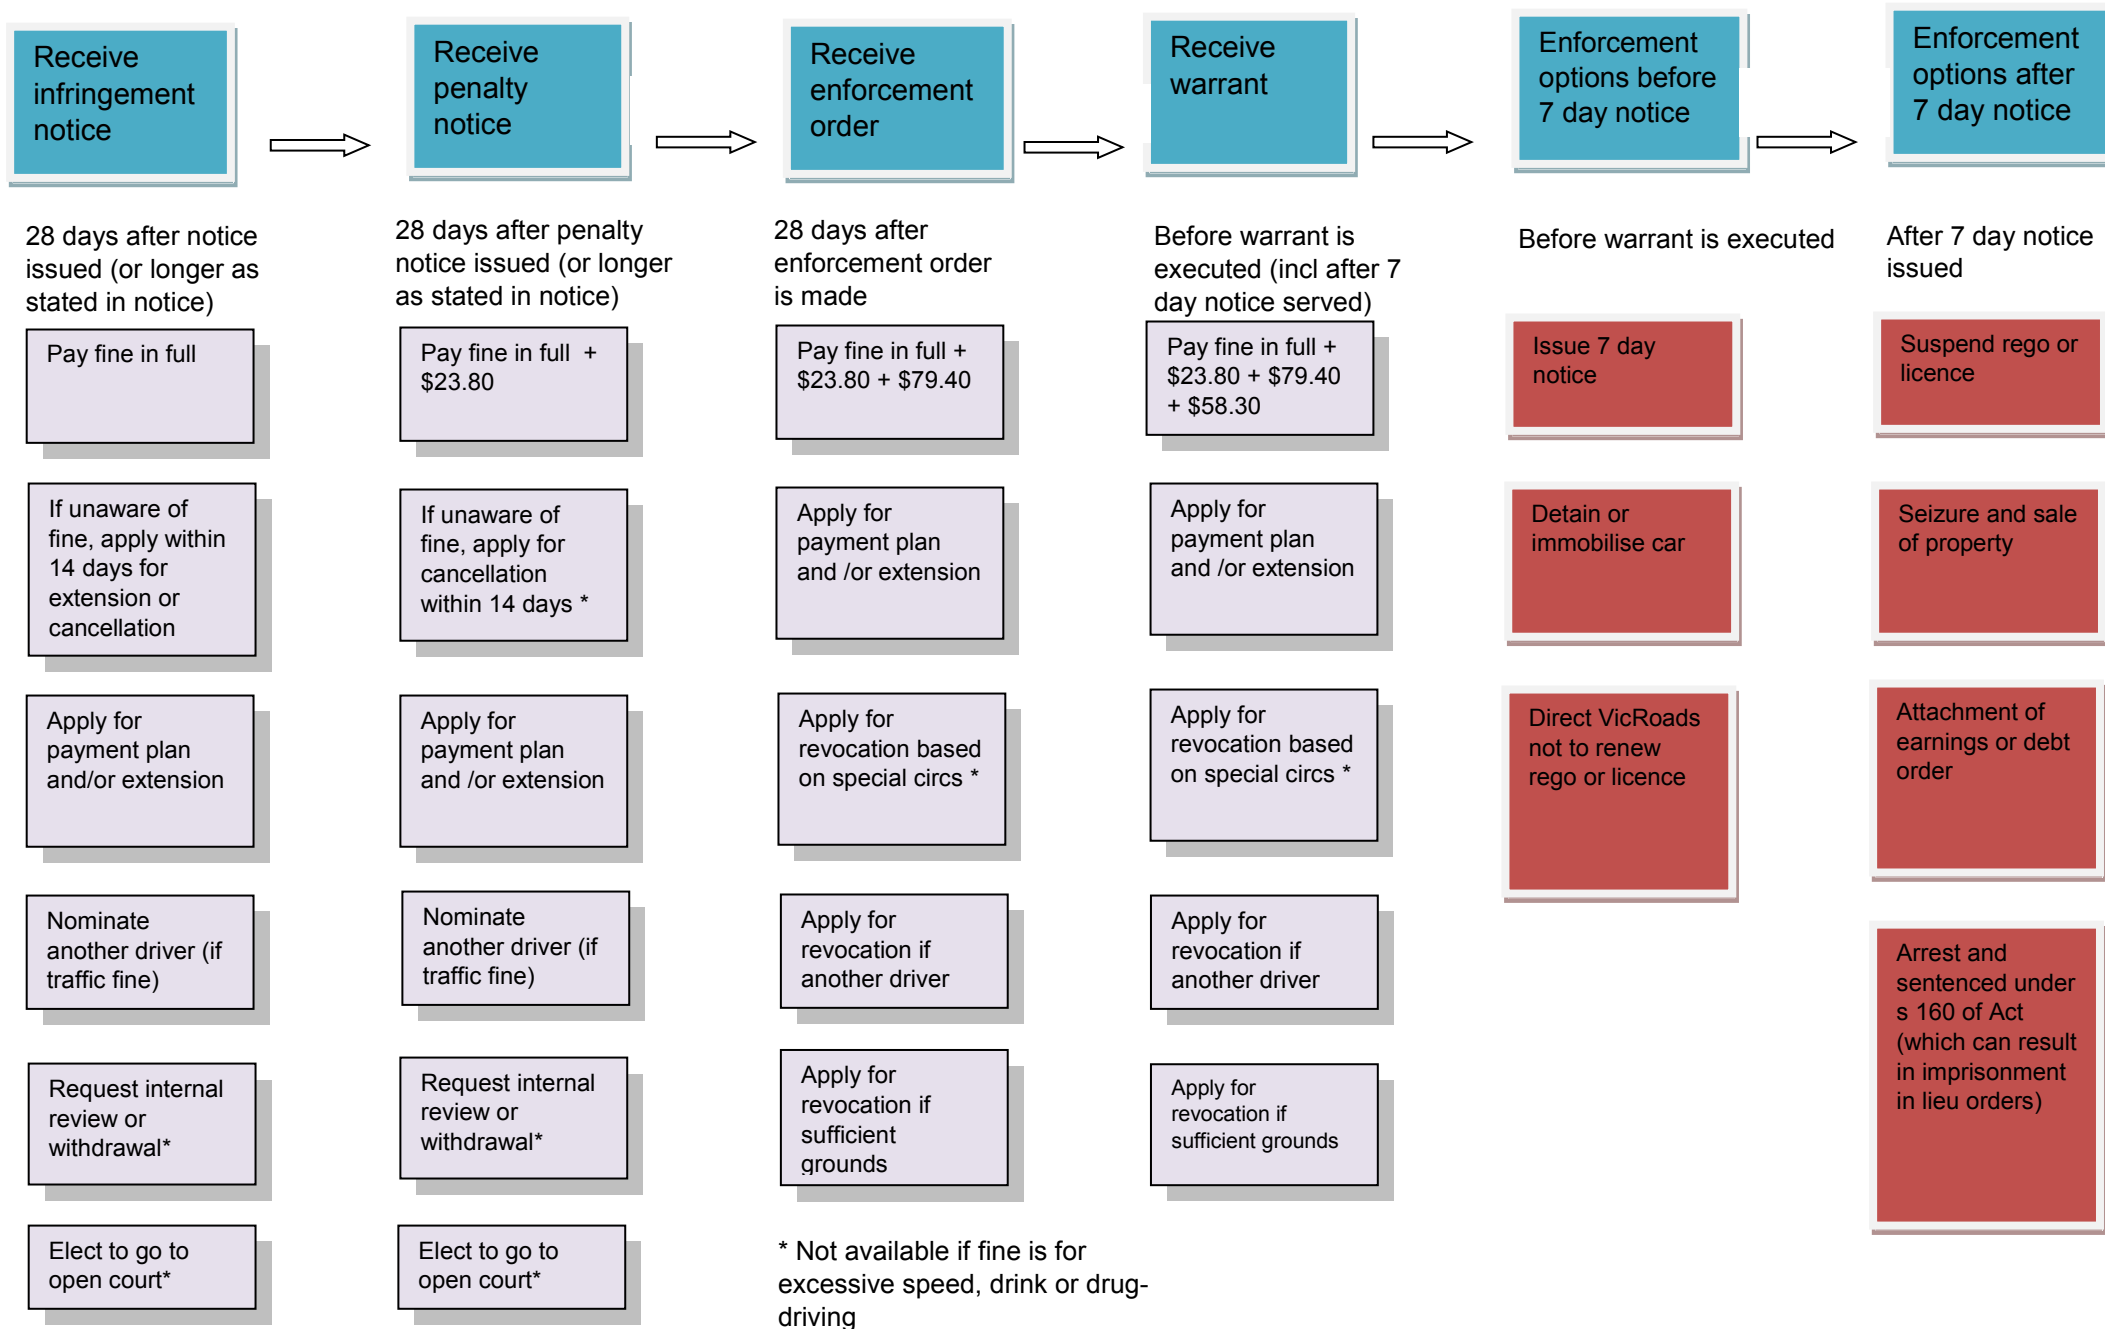 Receive
infringement
notice
Receive
penalty
notice
Receive
enforcement
order
Receive
warrant
Enforcement
options before
7 day notice
Enforcement
options after
7 day notice
28 days after notice
issued (or longer as
stated in notice)
28 days after penalty
notice issued (or longer
as stated in notice)
28 days after
enforcement order
is made
Before warrant is
executed (incl after 7
day notice served)
Before warrant is executed
After 7 day notice
issued
Pay fine in full
Pay fine in full +
$23.80
Pay fine in full +
$23.80 + $79.40
Pay fine in full +
$23.80 + $79.40
+ $58.30
Issue 7 day
notice
Suspend rego or
licence
If unaware of
fine, apply within
14 days for
extension or
cancellation
If unaware of
fine, apply for
cancellation
within 14 days *
Apply for
payment plan
and /or extension
Apply for
payment plan
and /or extension
Detain or
immobilise car
Seizure and sale
of property
Apply for
payment plan
and/or extension
Apply for
payment plan
and /or extension
Apply for
revocation based
on special circs *
Apply for
revocation based
on special circs *
Direct VicRoads
not to renew
rego or licence
Attachment of
earnings or debt
order
Nominate
another driver (if
traffic fine)
Nominate
another driver (if
traffic fine)
Apply for
revocation if
another driver
Apply for
revocation if
another driver
Arrest and
sentenced under
s 160 of Act
(which can result
in imprisonment
in lieu orders)
Request internal
review or
withdrawal*
Request internal
review or
withdrawal*
Apply for
revocation if
sufficient
grounds
Apply for
revocation if
sufficient grounds
Elect to go to
open court*
Elect to go to
open court*
* Not available if fine is for
excessive speed, drink or drug-
driving